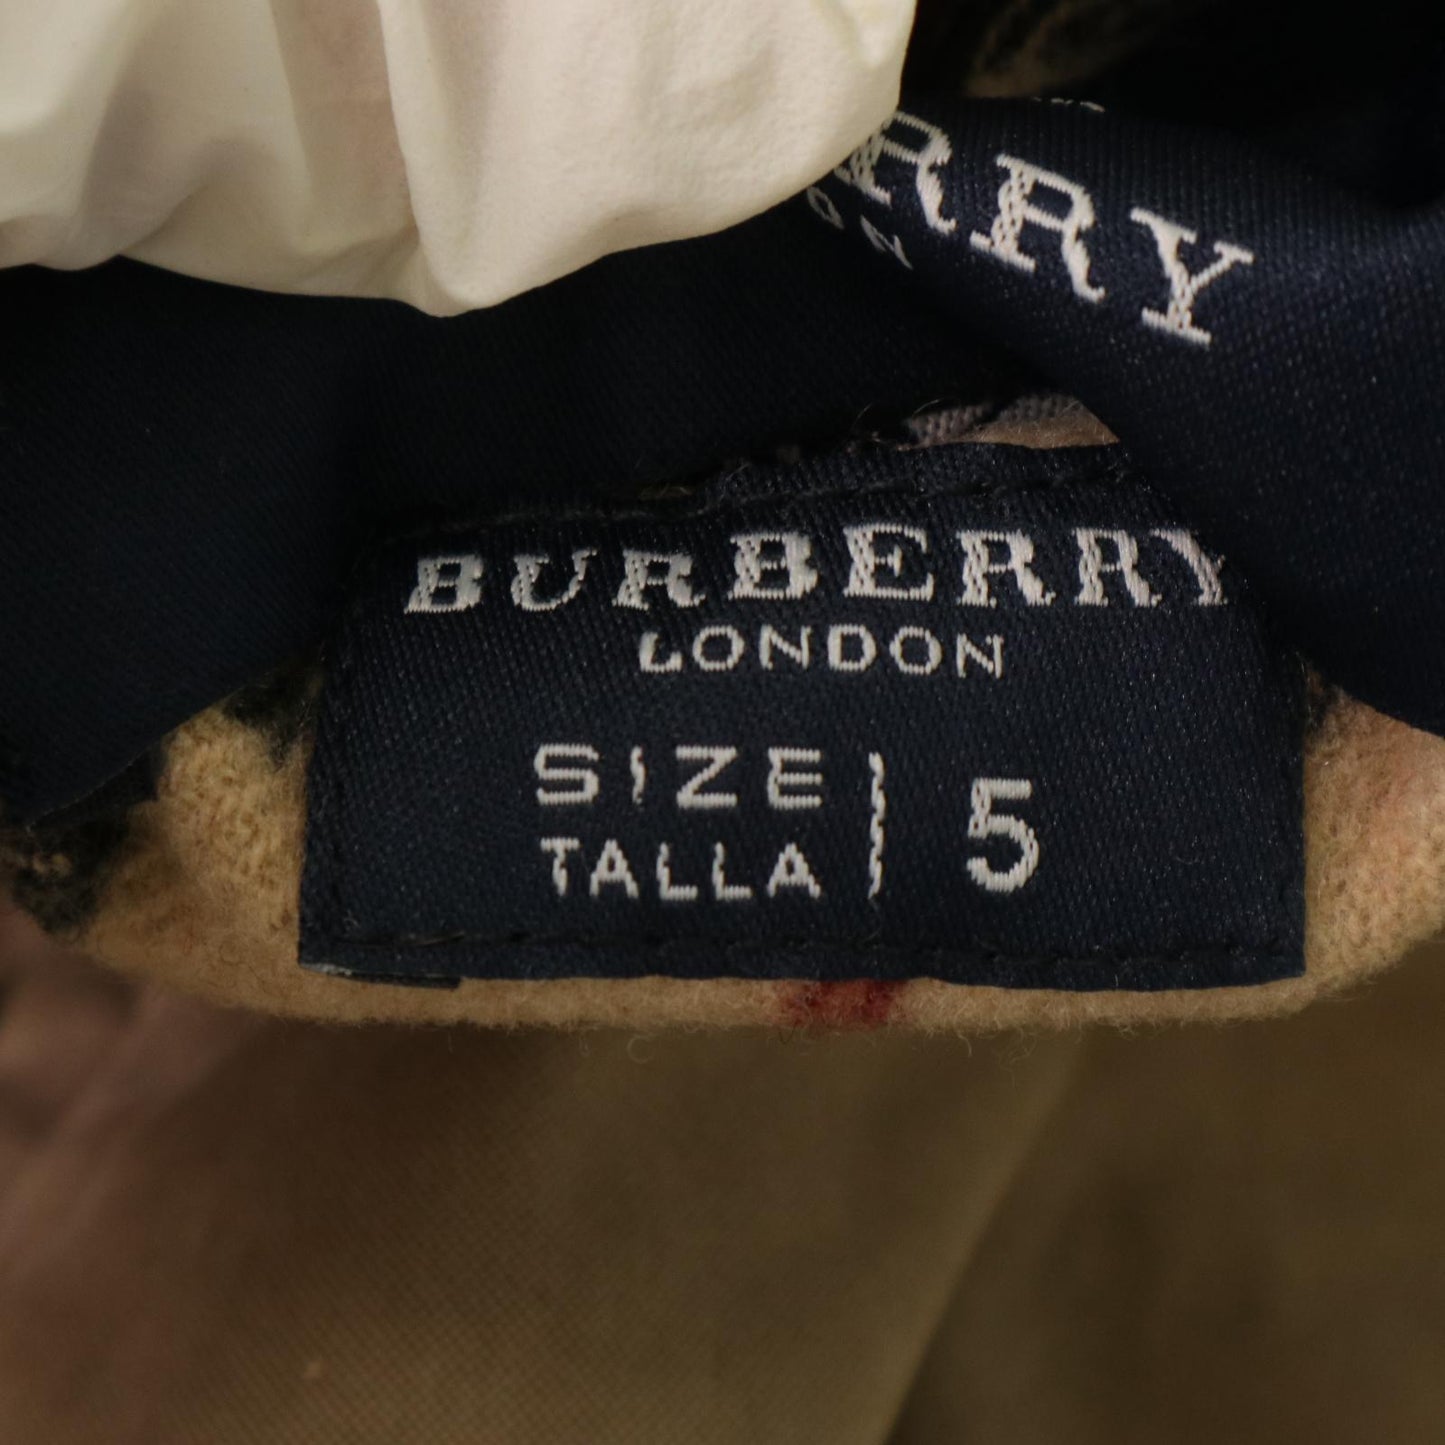 RRY
BURBERRY
LONDON
SIZE | 5
TALLA